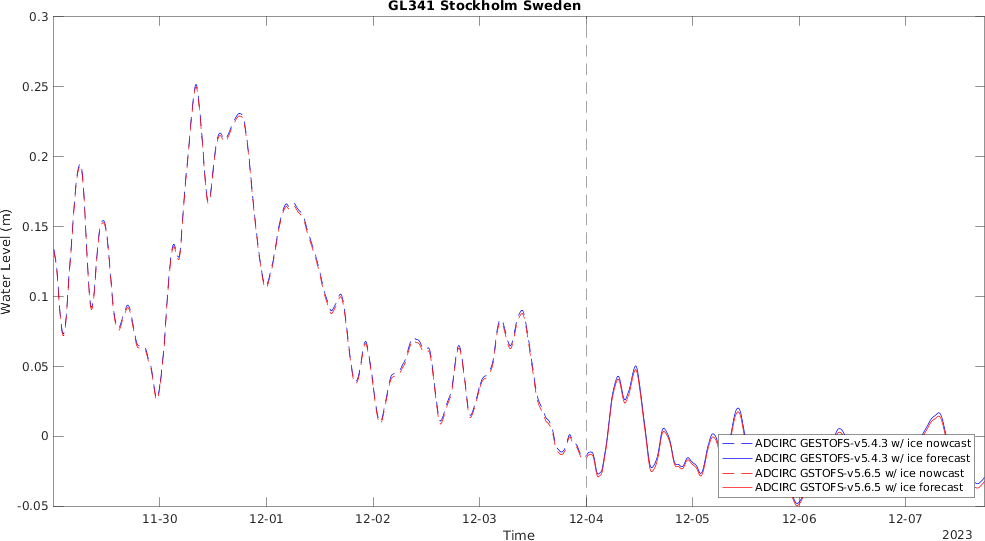 GL341 Stockholm Sweden
0.3
0.25
0.2
0.15
0.1
0.05
0
-0.05
Water Level (m)
ADCIRC GESTOFS-v5.4.3 w/ ice nowcast
ADCIRC GESTOFS-v5.4.3 w/ ice forecast
ADCIRC GSTOFS-v5.6.5 w/ ice nowcast
ADCIRC GSTOFS-v5.6.5 w/ ice forecast
11-30 12-01 12-02 12-03 12-04 12-05 12-06 12-07
Time
2023